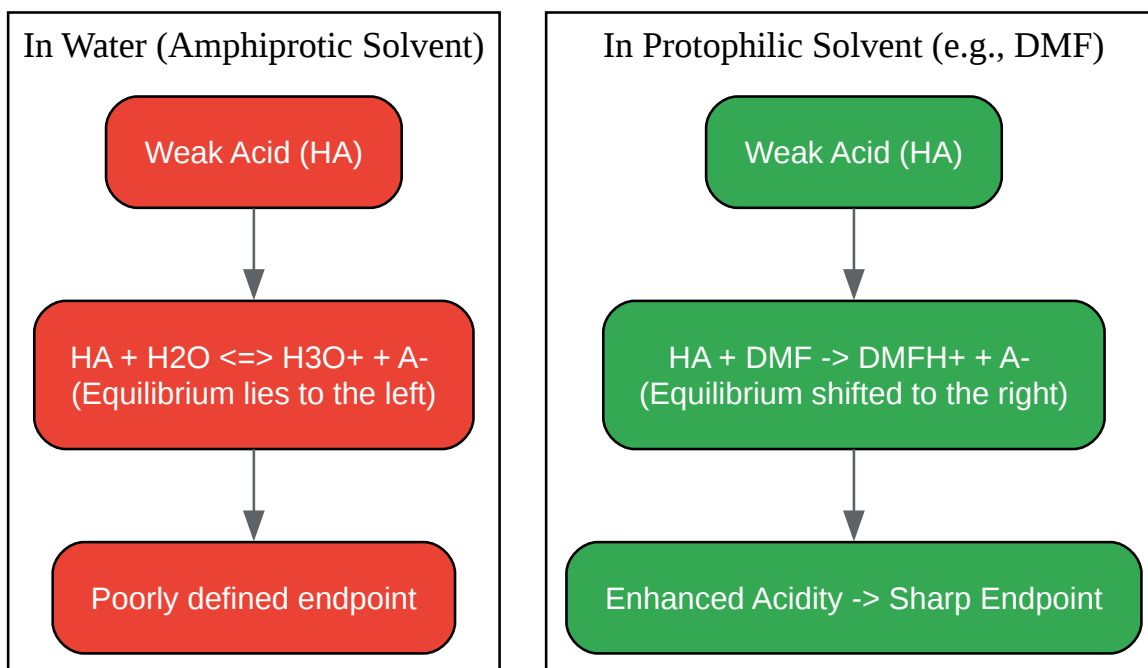 In Water (Amphiprotic Solvent)
Weak Acid (HA)
HA + H2O <=> H3O+ + A-
(Equilibrium lies to the left)
Poorly defined endpoint
In Protophilic Solvent (e.g., DMF)
Weak Acid (HA)
HA + DMF -> DMFH+ + A-
(Equilibrium shifted to the right)
Enhanced Acidity -> Sharp Endpoint